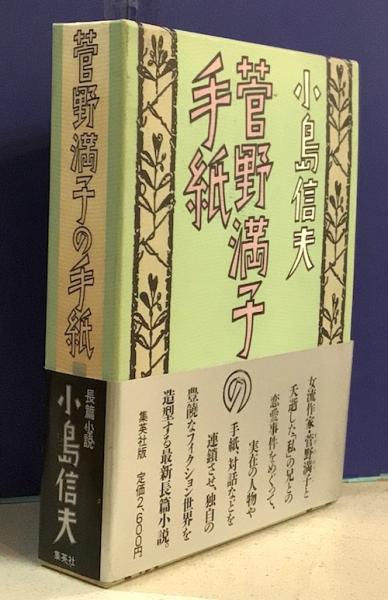 菅野満子の手紙
長篇小説
小島信夫
集英社
小島信夫
菅野満子の
手紙
女流作家・菅野満子と
夭逝した「私」の兄との
恋愛事件をめぐって、
実在の人物や
手紙、対話などを
連鎖させ、独自の
豊饒なフィクション世界を
造型する最新長篇小説。
集英社版 定価2,600円